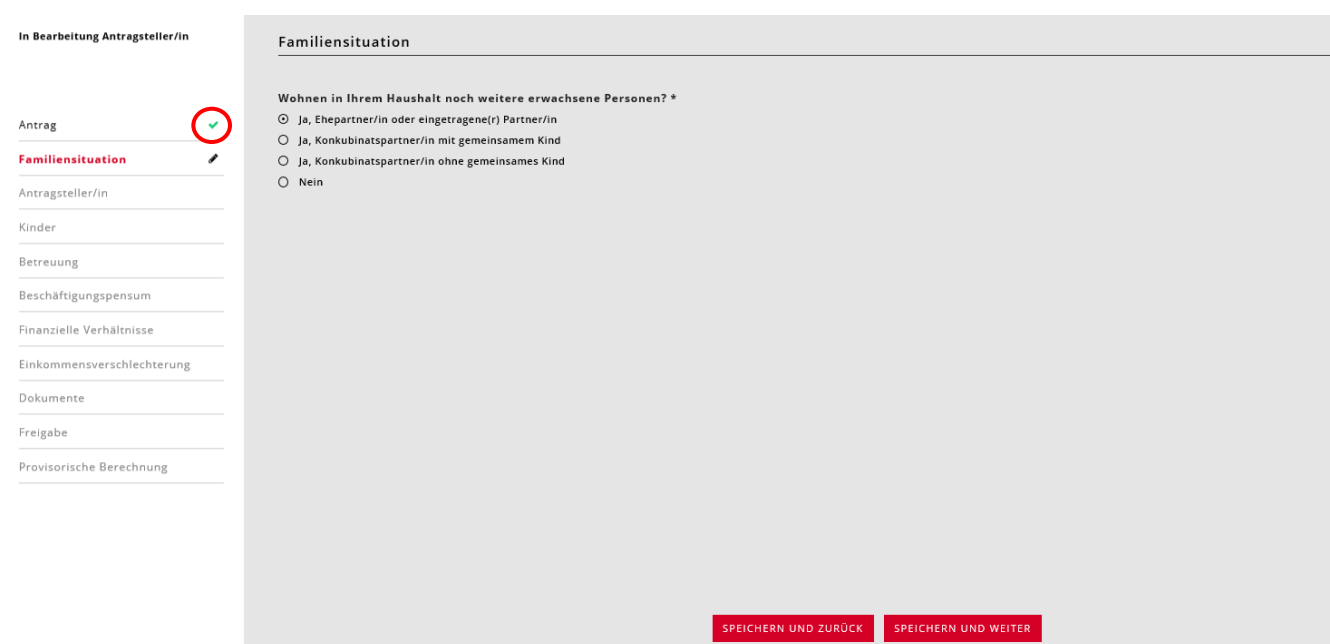 In Bearbeitung Antragsteller/in
Antrag
Familiensituation
Antragsteller/in
Kinder
Betreuung
Beschäftigungspensum
Finanzielle Verhältnisse
Einkommensverschlechterung
Dokumente
Freigabe
Provisorische Berechnung
Familiensituation
Wohnen in Ihrem Haushalt noch weitere erwachsene Personen? *
Ja, Ehepartner/in oder eingetragene(r) Partner/in
Ja, Konkubinatspartner/in mit gemeinsamem Kind
Ja, Konkubinatspartner/in ohne gemeinsames Kind
Nein
SPEICHERN UND ZURÜCK
SPEICHERN UND WEITER